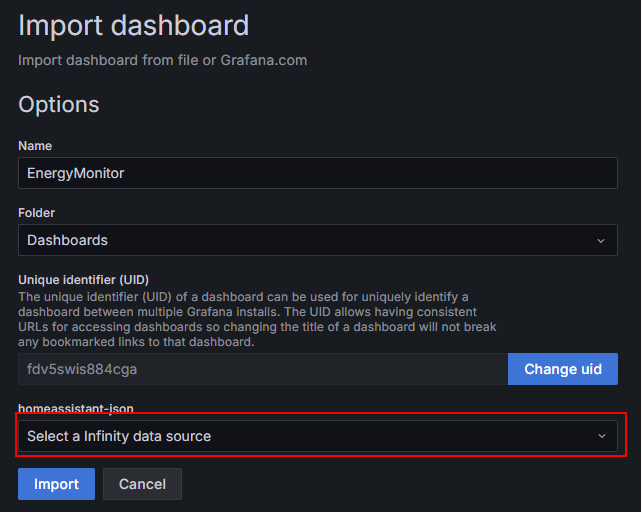 Import dashboard
Import dashboard from file or Grafana.com
Options
Name
EnergyMonitor
Folder
Dashboards
Unique identifier (UID)
The unique identifier (UID) of a dashboard can be used for uniquely identify a
dashboard between multiple Grafana installs. The UID allows having consistent
URLs for accessing dashboards so changing the title of a dashboard will not break
any bookmarked links to that dashboard.
fdv5swis884cga
Change uid
homeassistant-json
Select a Infinity data source
Import
Cancel